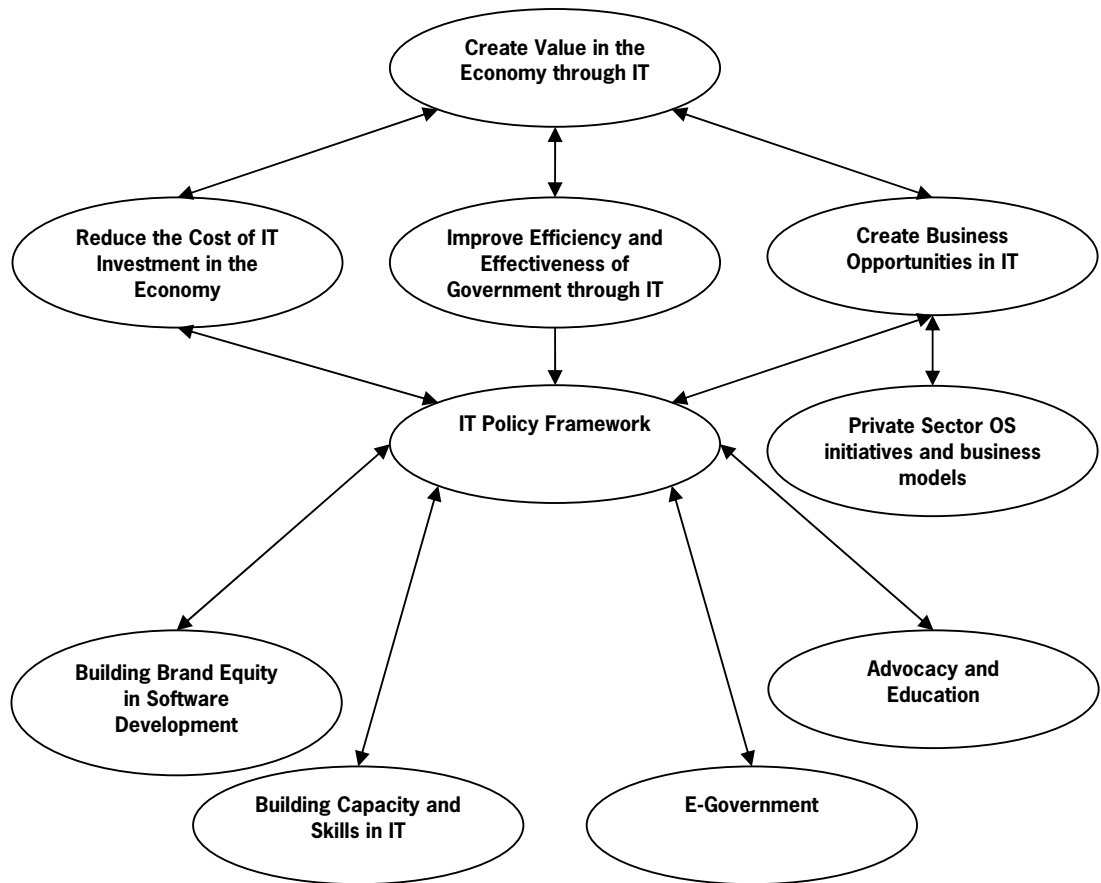 Create Value in the
Economy through IT
Reduce the Cost of IT
Investment in the
Economy
Improve Efficiency and
Effectiveness of
Government through IT
Create Business
Opportunities in IT
IT Policy Framework
Private Sector OS
initiatives and business
models
Building Brand Equity
in Software
Development
Advocacy and
Education
Building Capacity and
Skills in IT
E-Government